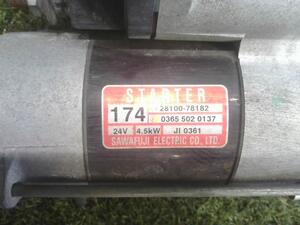 STARTER
174
28100-78182
0365 502 0137
24V 4.5kW JI 0361
SAWAFUJI ELECTRIC CO., LTD.